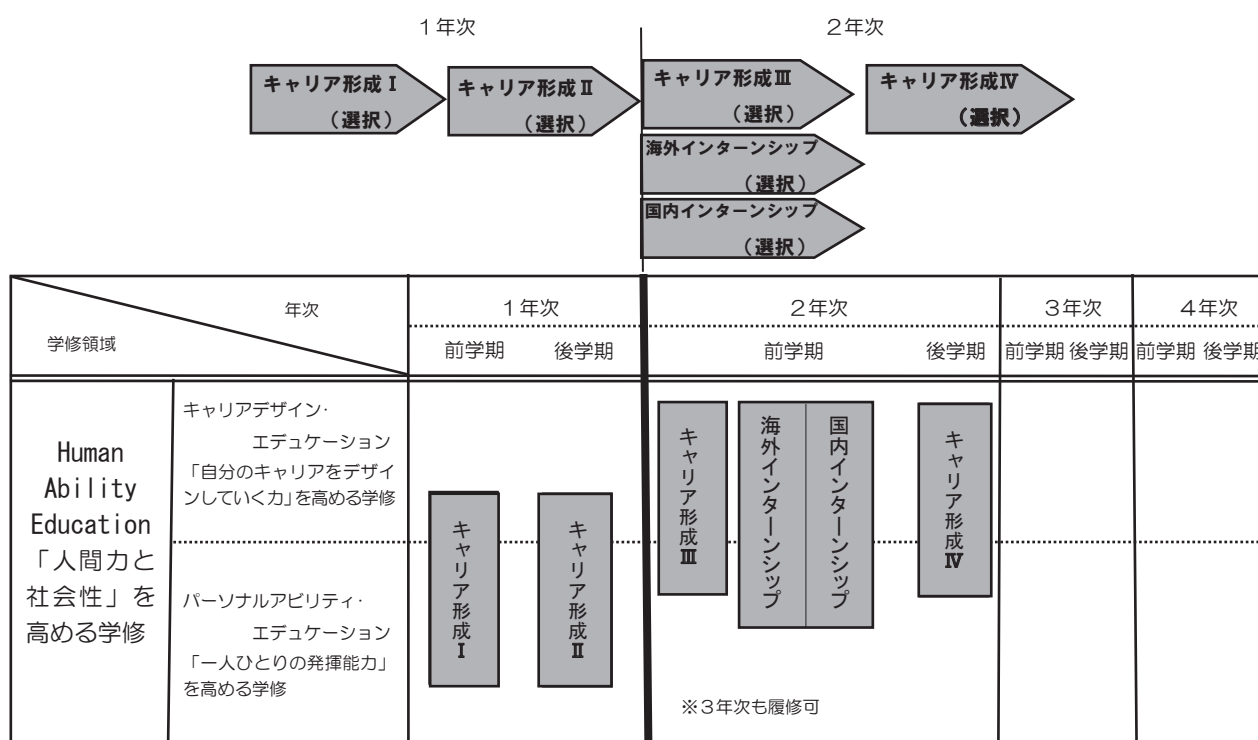 1年次
2年次
キャリア形成Ⅰ
（選択）
キャリア形成Ⅱ
（選択）
キャリア形成Ⅲ
（選択）
キャリア形成Ⅳ
（選択）
海外インターンシップ
（選択）
国内インターンシップ
（選択）
年次
学修領域
1年次
2年次
3年次
4年次
前学期
後学期
前学期
後学期
前学期
後学期
前学期
後学期
Human
Ability
Education
「人間力と
社会性」を
高める学修
キャリアデザイン・
エデュケーション
「自分のキャリアをデザイ
ンしていく力」を高める学修
パーソナルアビリティ・
エデュケーション
「一人ひとりの発揮能力」
を高める学修
キャリア形成Ⅰ
キャリア形成Ⅱ
キャリア形成Ⅲ
海外インターンシップ
国内インターンシップ
キャリア形成Ⅳ
※3年次も履修可